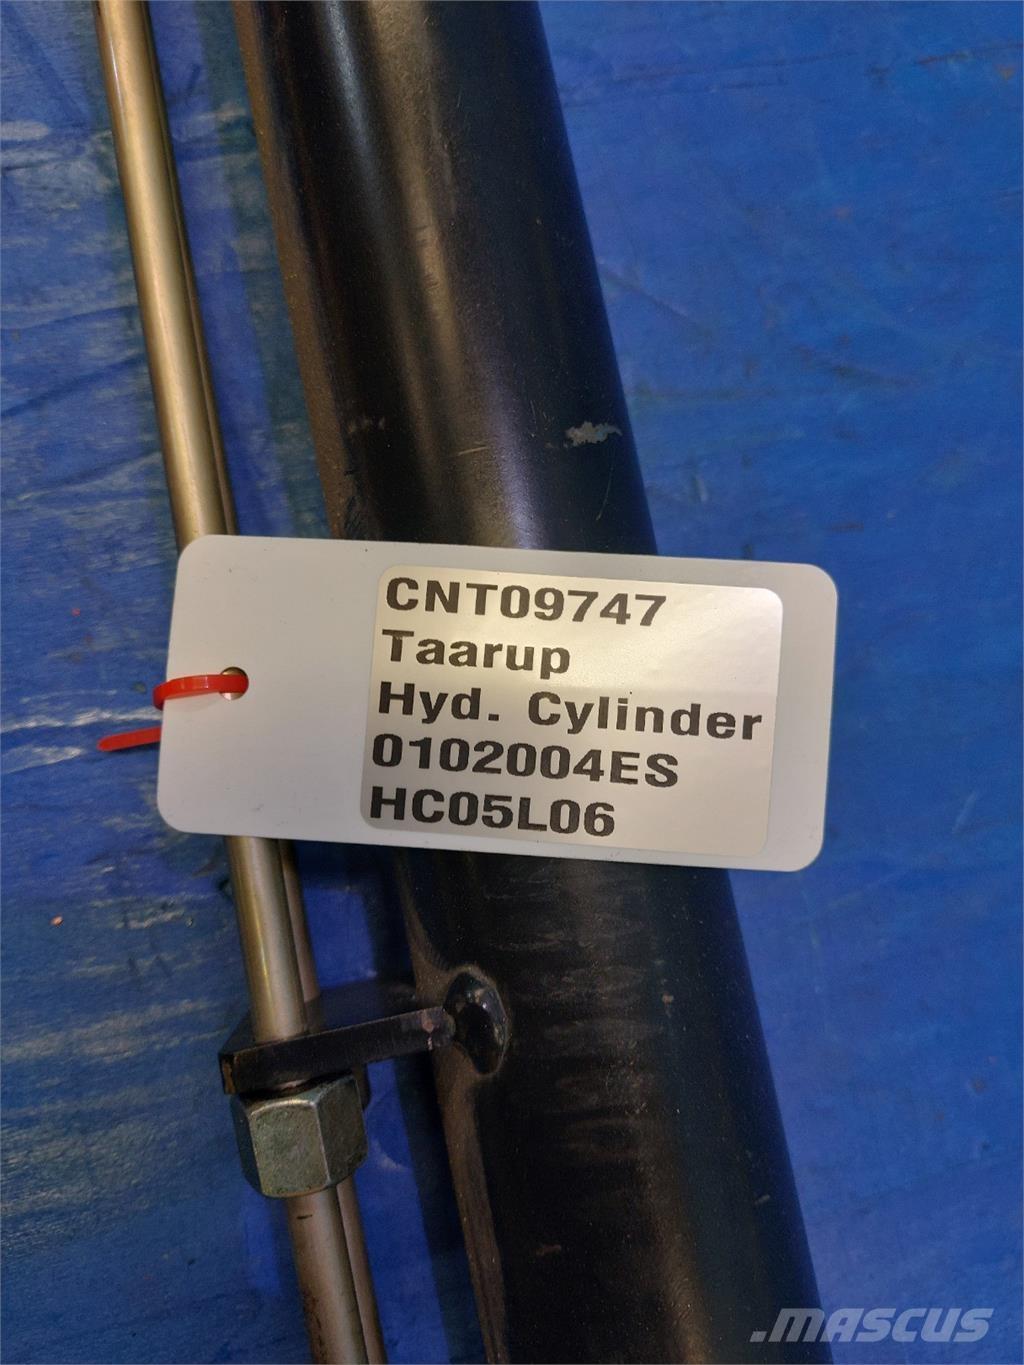 CNT09747
Taarup
Hyd. Cylinder
0102004ES
HC05L06
.MASCUS